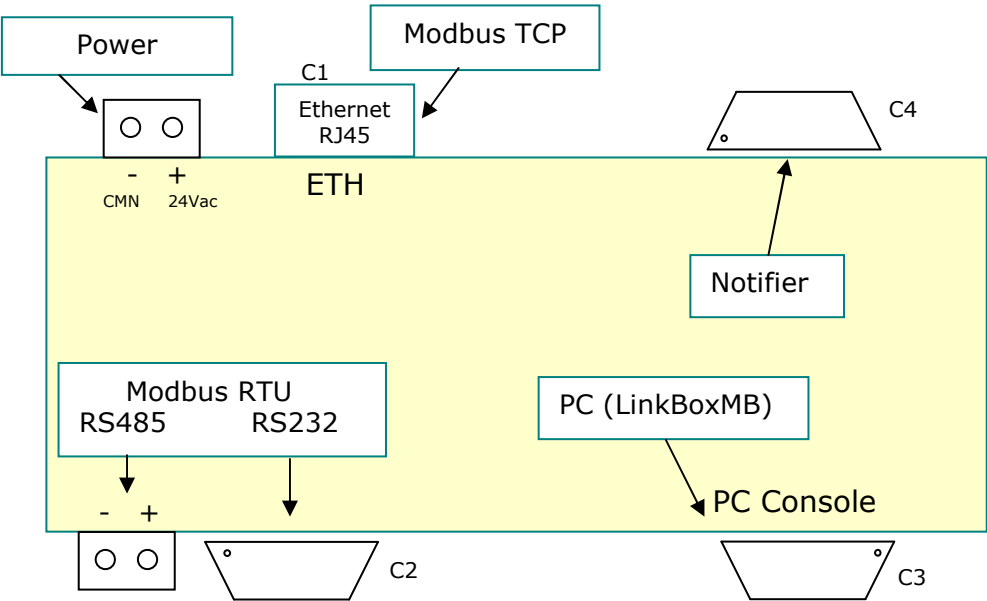 Power
Modbus TCP
C1
Ethernet
RJ45
C4
- +
CMN 24Vac
ETH
Notifier
Modbus RTU
RS485 RS232
PC (LinkBoxMB)
- +
PC Console
C2
C3